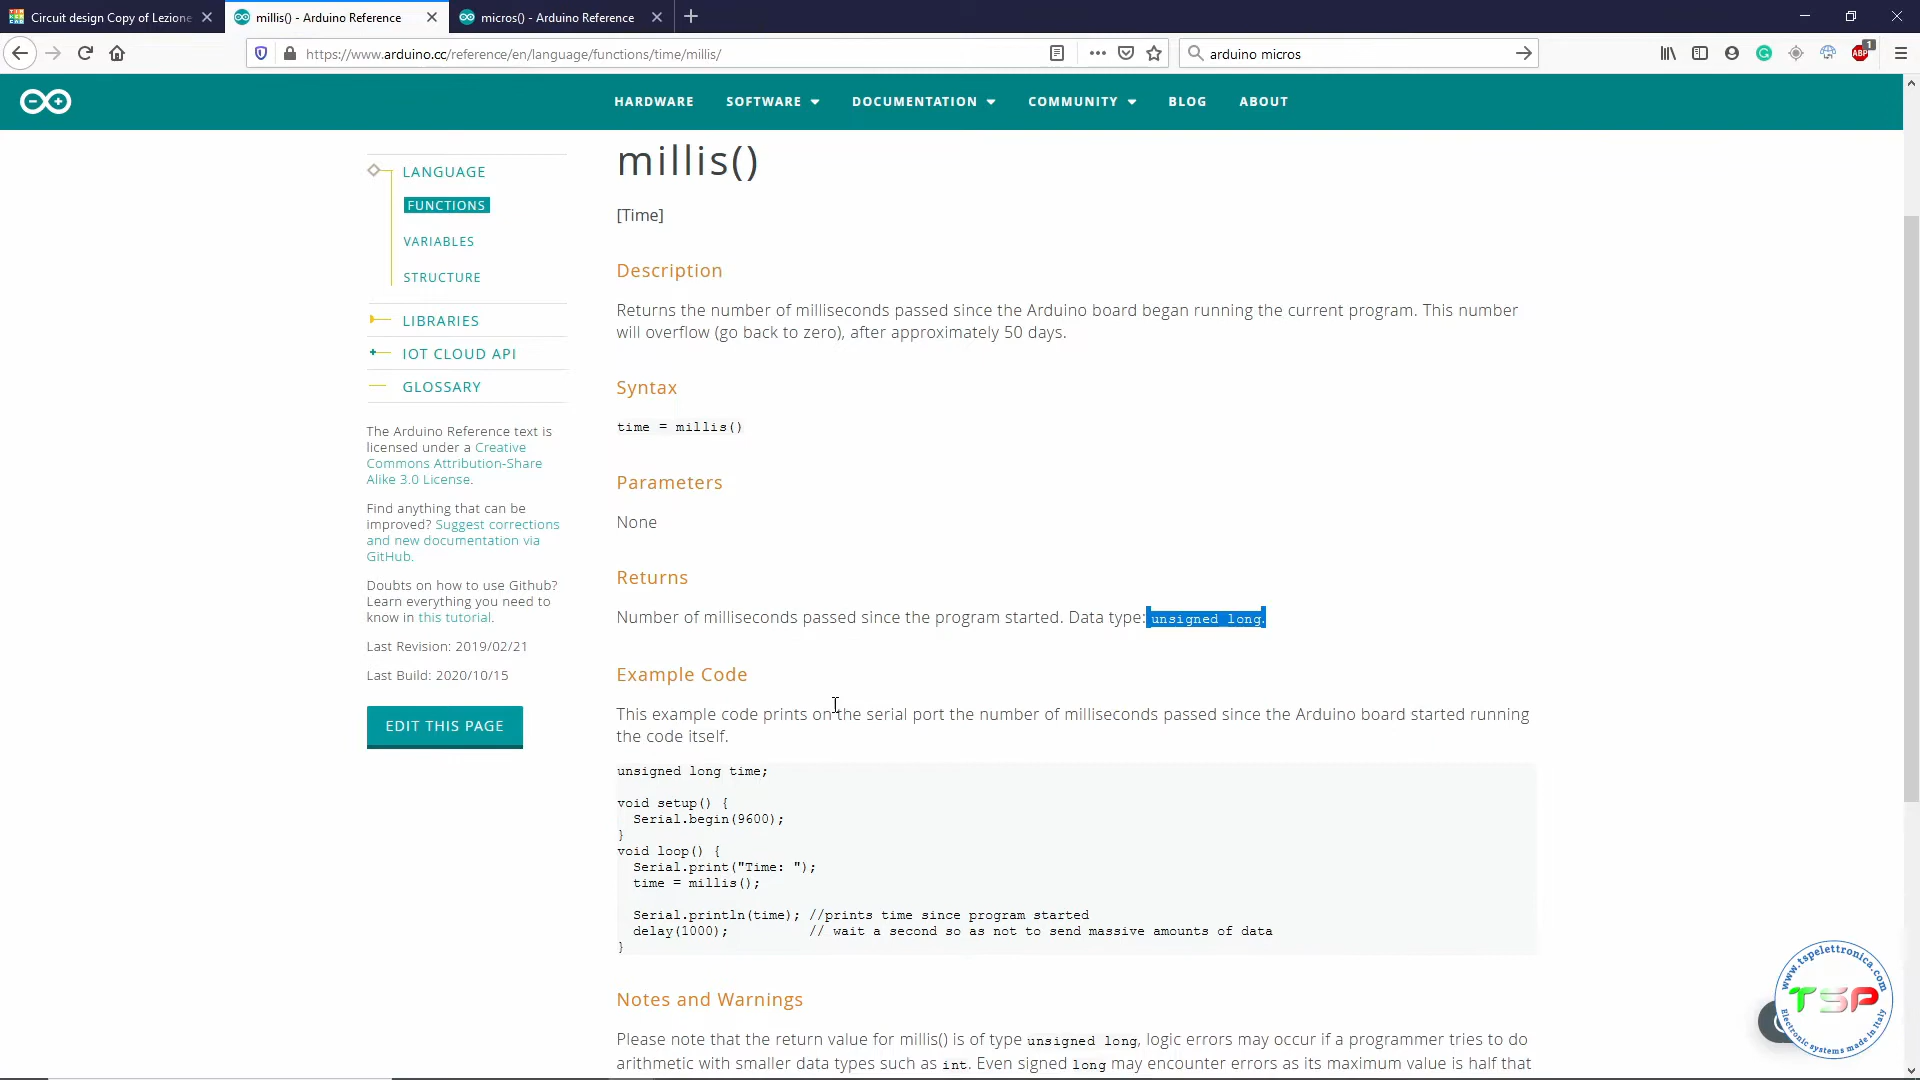 Circuit design Copy of Lezione
millis() - Arduino Reference
micros() - Arduino Reference
https://www.arduino.cc/reference/en/language/functions/time/millis/
arduino micros
ABP
1
HARDWARE
SOFTWARE
DOCUMENTATION
COMMUNITY
BLOG
ABOUT
LANGUAGE
FUNCTIONS
VARIABLES
STRUCTURE
LIBRARIES
IOT CLOUD API
GLOSSARY
The Arduino Reference text is
licensed under a Creative
Commons Attribution-Share
Alike 3.0 License.
Find anything that can be
improved? Suggest corrections
and new documentation via
GitHub.
Doubts on how to use Github?
Learn everything you need to
know in this tutorial.
Last Revision: 2019/02/21
Last Build: 2020/10/15
EDIT THIS PAGE
millis()
[Time]
Description
Returns the number of milliseconds passed since the Arduino board began running the current program. This number
will overflow (go back to zero), after approximately 50 days.
Syntax
time = millis()
Parameters
None
Returns
Number of milliseconds passed since the program started. Data type: unsigned long.
Example Code
This example code prints on the serial port the number of milliseconds passed since the Arduino board started running
the code itself.
unsigned long time;
void setup() {
Serial.begin(9600);
}
void loop() {
Serial.print("Time: ");
time = millis();
Serial.println(time); //prints time since program started
delay(1000); // wait a second so as not to send massive amounts of data
}
Notes and Warnings
Please note that the return value for millis() is of type unsigned long, logic errors may occur if a programmer tries to do
arithmetic with smaller data types such as int. Even signed long may encounter errors as its maximum value is half that
www.tspelettronica.com
TSP
Electronic systems made in Italy